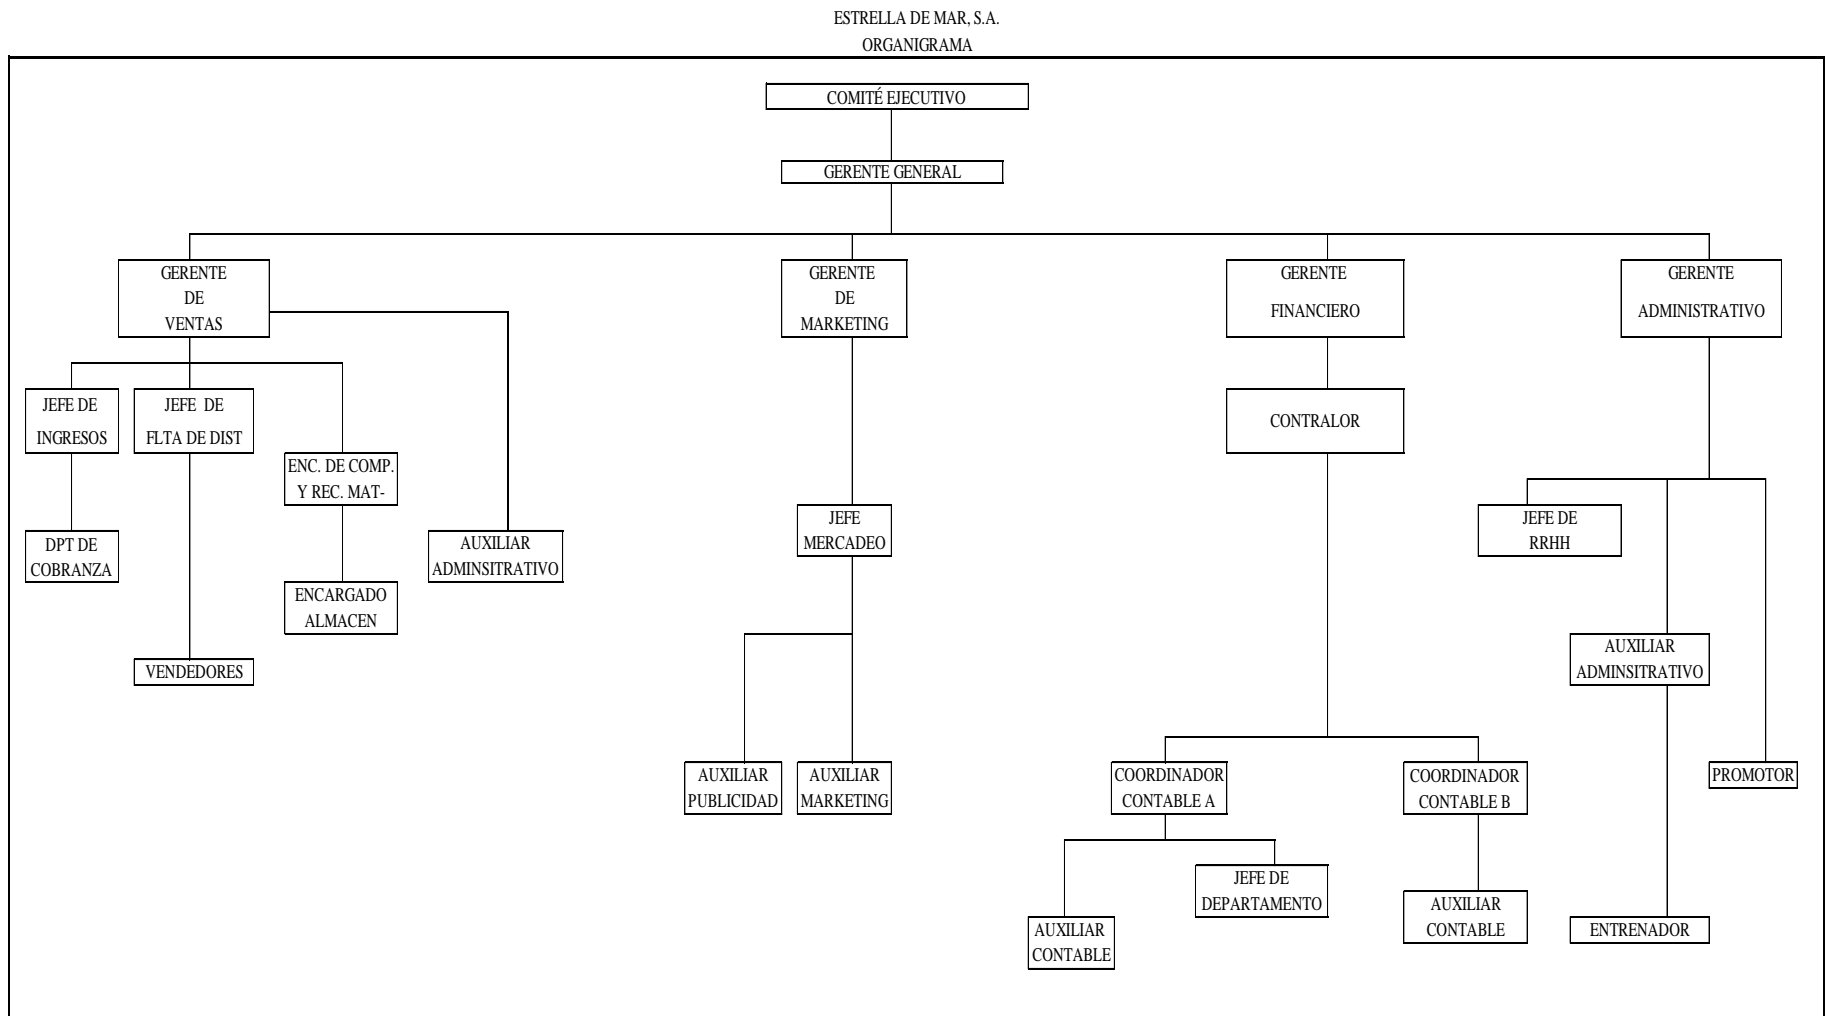 ESTRELLA DE MAR, S.A.
ORGANIGRAMA
COMITÉ EJECUTIVO
GERENTE GENERAL
GERENTE
DE
VENTAS
GERENTE
DE
MARKETING
GERENTE
FINANCIERO
GERENTE
ADMINISTRATIVO
JEFE DE
INGRESOS
JEFE DE
FLTA DE DIST
CONTRALOR
ENC. DE COMP.
Y REC. MAT-
JEFE
MERCADEO
JEFE DE
RRHH
DPT DE
COBRANZA
AUXILIAR
ADMINSITRATIVO
ENCARGADO
ALMACEN
VENDEDORES
AUXILIAR
ADMINSITRATIVO
AUXILIAR
PUBLICIDAD
AUXILIAR
MARKETING
COORDINADOR
CONTABLE A
COORDINADOR
CONTABLE B
PROMOTOR
JEFE DE
DEPARTAMENTO
AUXILIAR
CONTABLE
AUXILIAR
CONTABLE
ENTRENADOR